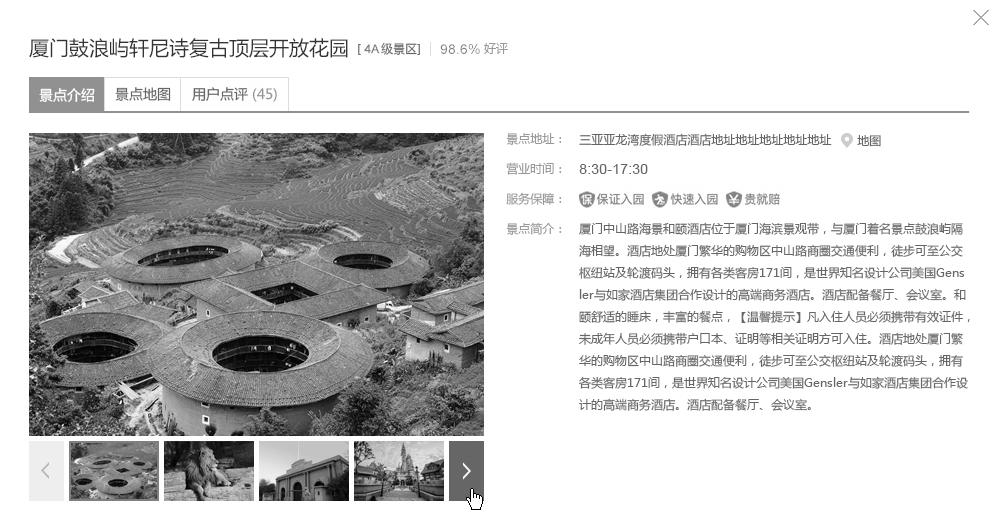 厦门鼓浪屿轩尼诗复古顶层开放花园 [ 4A级景区] 98.6% 好评
景点介绍 景点地图 用户点评 (45)
景点地址： 三亚亚龙湾度假酒店酒店地址地址地址地址地址 地图
营业时间： 8:30-17:30
服务保障： 保 保证入园 快速入园 ¥ 贵就赔
景点简介： 厦门中山路海景和颐酒店位于厦门海滨景观带，与厦门着名景点鼓浪屿隔
海相望。酒店地处厦门繁华的购物区中山路商圈交通便利，徒步可至公交
枢纽站及轮渡码头，拥有各类客房171间，是世界知名设计公司美国Gens
ler与如家酒店集团合作设计的高端商务酒店。酒店配备餐厅、会议室。和
颐舒适的睡床，丰富的餐点，【温馨提示】凡入住人员必须携带有效证件，
未成年人员必须携带户口本、证明等相关证明方可入住。酒店地处厦门繁
华的购物区中山路商圈交通便利，徒步可至公交枢纽站及轮渡码头，拥有
各类客房171间，是世界知名设计公司美国Gensler与如家酒店集团合作设
计的高端商务酒店。酒店配备餐厅、会议室。